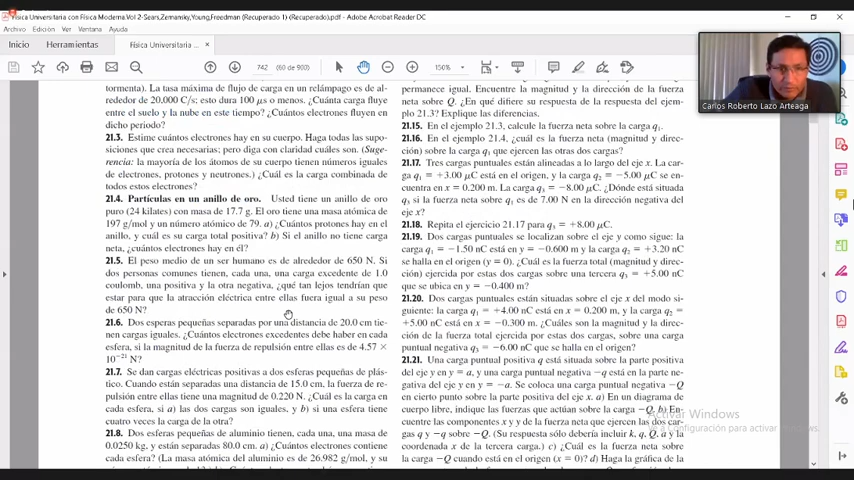 Física Universitaria con Física Moderna Vol 2-Sears,Zemansky,Young,Freedman (Recuperado 1) (Recuperado).pdf - Adobe Acrobat Reader DC
Archivo Edición Ver Ventana Ayuda
Inicio Herramientas Física Universitaria ... ×
742 (60 de 900) 150%
Carlos Roberto Lazo Arteaga
tormenta). La tasa máxima de flujo de carga en un relámpago es de al-
rededor de 20.000 C/s; esto dura 100 μs o menos. ¿Cuánta carga fluye
entre el suelo y la nube en este tiempo? ¿Cuántos electrones fluyen en
dicho periodo?
21.3. Estime cuántos electrones hay en su cuerpo. Haga todas las supo-
siciones que crea necesarias; pero diga con claridad cuáles son. (Suge-
rencia: la mayoría de los átomos de su cuerpo tienen números iguales
de electrones, protones y neutrones.) ¿Cuál es la carga combinada de
todos estos electrones?
21.4. Partículas en un anillo de oro. Usted tiene un anillo de oro
puro (24 kilates) con masa de 17.7 g. El oro tiene una masa atómica de
197 g/mol y un número atómico de 79. a) ¿Cuántos protones hay en el
anillo, y cuál es su carga total positiva? b) Si el anillo no tiene carga
neta, ¿cuántos electrones hay en él?
21.5. El peso medio de un ser humano es de alrededor de 650 N. Si
dos personas comunes tienen, cada una, una carga excedente de 1.0
coulomb, una positiva y la otra negativa, ¿qué tan lejos tendrían que
estar para que la atracción eléctrica entre ellas fuera igual a su peso
de 650 N?
21.6. Dos esperas pequeñas separadas por una distancia de 20.0 cm tie-
nen cargas iguales. ¿Cuántos electrones excedentes debe haber en cada
esfera, si la magnitud de la fuerza de repulsión entre ellas es de 4.57 ×
10⁻²¹ N?
21.7. Se dan cargas eléctricas positivas a dos esferas pequeñas de plás-
tico. Cuando están separadas una distancia de 15.0 cm, la fuerza de re-
pulsión entre ellas tiene una magnitud de 0.220 N. ¿Cuál es la carga en
cada esfera, si a) las dos cargas son iguales, y b) si una esfera tiene
cuatro veces la carga de la otra?
21.8. Dos esferas pequeñas de aluminio tienen, cada una, una masa de
0.0250 kg, y están separadas 80.0 cm. a) ¿Cuántos electrones contiene
cada esfera? (La masa atómica del aluminio es de 26.982 g/mol, y su
permanece igual. Encuentre la magnitud y la dirección de la fuerza
neta sobre Q. ¿En qué difiere su respuesta de la respuesta del ejem-
plo 21.3? Explique las diferencias.
21.15. En el ejemplo 21.3, calcule la fuerza neta sobre la carga q₁.
21.16. En el ejemplo 21.4, ¿cuál es la fuerza neta (magnitud y direc-
ción) sobre la carga q₁ que ejercen las otras dos cargas?
21.17. Tres cargas puntuales están alineadas a lo largo del eje x. La car-
ga q₁ = +3.00 μC está en el origen, y la carga q₂ = −5.00 μC se en-
cuentra en x = 0.200 m. La carga q₃ = −8.00 μC. ¿Dónde está situada
q₃ si la fuerza neta sobre q₁ es de 7.00 N en la dirección negativa del
eje x?
21.18. Repita el ejercicio 21.17 para q₃ = +8.00 μC.
21.19. Dos cargas puntuales se localizan sobre el eje y como sigue: la
carga q₁ = −1.50 nC está en y = −0.600 m y la carga q₂ = +3.20 nC
se halla en el origen (y = 0). ¿Cuál es la fuerza total (magnitud y
dirección) ejercida por estas dos cargas sobre una tercera q₃ = +5.00 nC
que se ubica en y = −0.400 m?
21.20. Dos cargas puntuales están situadas sobre el eje x del modo si-
guiente: la carga q₁ = +4.00 nC está en x = 0.200 m, y la carga q₂ =
+5.00 nC está en x = −0.300 m. ¿Cuáles son la magnitud y la direc-
ción de la fuerza total ejercida por estas dos cargas, sobre una carga
puntual negativa q₃ = −6.00 nC que se halla en el origen?
21.21. Una carga puntual positiva q está situada sobre la parte positiva
del eje y en y = a, y una carga puntual negativa −q está en la parte ne-
gativa del eje y en y = −a. Se coloca una carga puntual negativa −Q
en cierto punto sobre la parte positiva del eje x. a) En un diagrama de
cuerpo libre, indique las fuerzas que actúan sobre la carga −Q. b) En-
cuentre las componentes x y y de la fuerza neta que ejercen las dos car-
gas q y −q sobre −Q. (Su respuesta sólo debería incluir k, q, Q, a y la
coordenada x de la tercera carga.) c) ¿Cuál es la fuerza neta sobre
la carga −Q cuando está en el origen (x = 0)? d) Haga la gráfica de la
Activar Windows
Ve a Configuración para activar Windows.